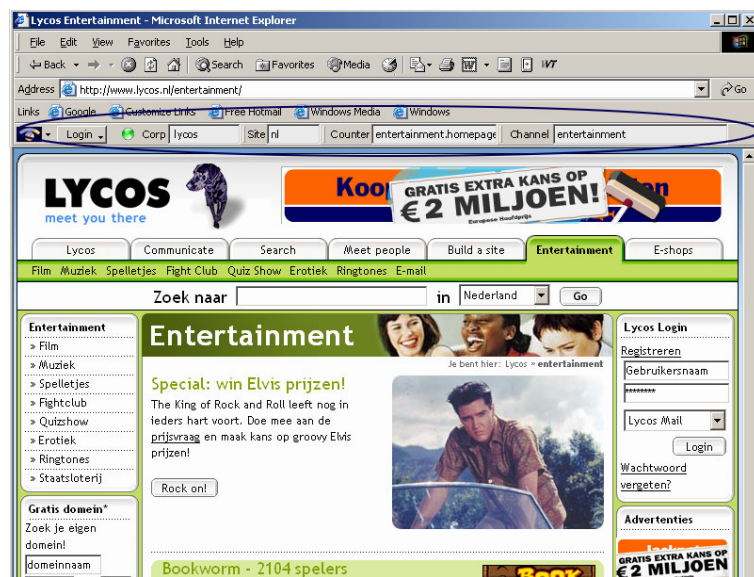 Lycos Entertainment - Microsoft Internet Explorer
File Edit View Favorites Tools Help
Back Search Favorites Media
Address http://www.lycos.nl/entertainment/ Go
Links Google Customize Links Free Hotmail Windows Media Windows
Login Corp lycos Site nl Counter entertainment.homepage Channel entertainment
LYCOS
meet you there
GRATIS EXTRA KANS OP
€ 2 MILJOEN!
Europese Hoofdprijs
Lycos Communicate Search Meet people Build a site Entertainment E-shops
Film Muziek Spelletjes Fight Club Quiz Show Erotiek Ringtones E-mail
Zoek naar in Nederland Go
Entertainment
» Film
» Muziek
» Spelletjes
» Fightclub
» Quizshow
» Erotiek
» Ringtones
» Staatsloterij
Gratis domein*
Zoek je eigen
domein!
domeinnaam
Entertainment
Je bent hier: Lycos » entertainment
Special: win Elvis prijzen!
The King of Rock and Roll leeft nog in
ieders hart voort. Doe mee aan de
prijsvraag en maak kans op groovy Elvis
prijzen!
Rock on!
Bookworm - 2104 spelers
BOOK
Lycos Login
Registreren
Gebruikersnaam
********
Lycos Mail
Login
Wachtwoord
vergeten?
Advertenties
GRATIS EXTRA KANS OP
€ 2 MILJOEN